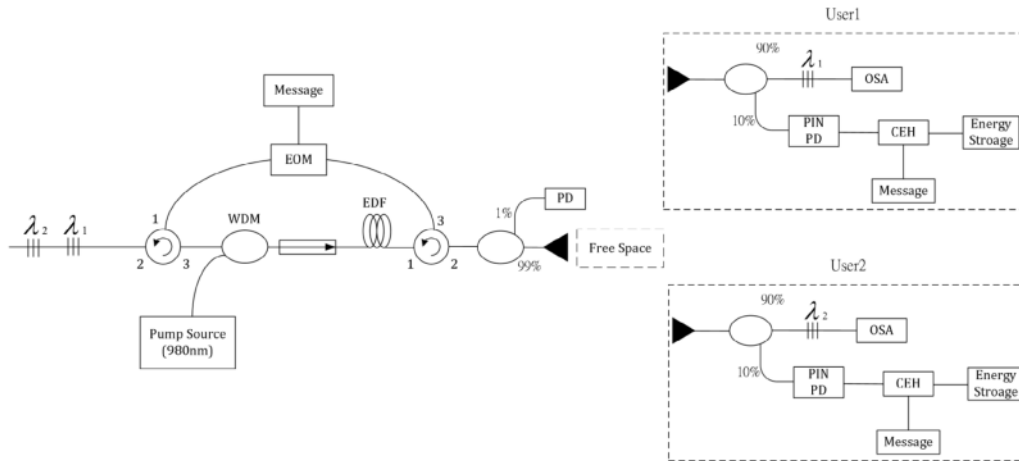 Message
EOM
1
3
WDM
EDF
λ2
λ1
2
3
1
2
Pump Source
(980nm)
1%
PD
99%
Free Space
User1
90%
λ1
OSA
10%
PIN
PD
CEH
Energy
Stroage
Message
User2
90%
λ2
OSA
10%
PIN
PD
CEH
Energy
Stroage
Message